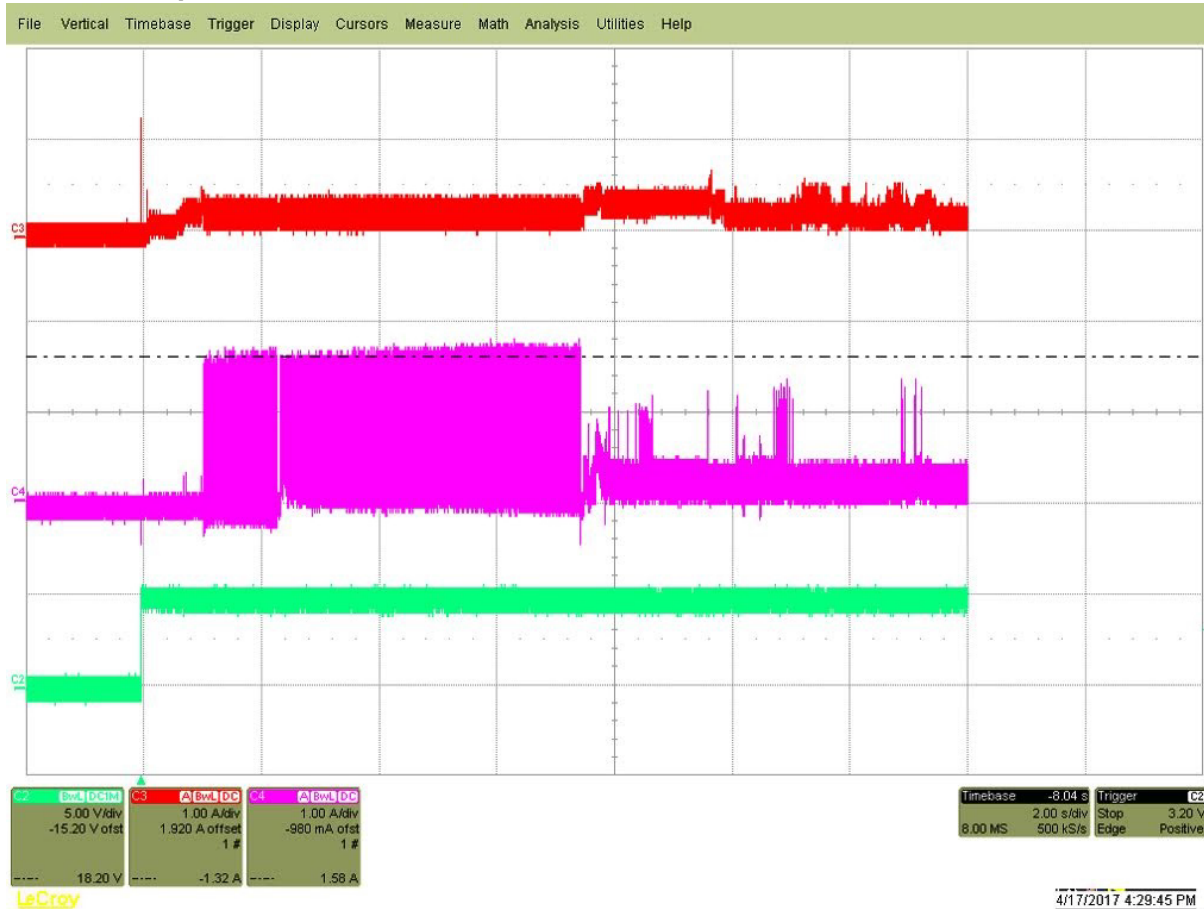 File Vertical Timebase Trigger Display Cursors Measure Math Analysis Utilities Help
C3
C4
C2
C2 BwL DC1M C3 A BwL DC C4 A BwL DC Timebase -8.04 s Trigger C2
5.00 V/div 1.00 A/div 1.00 A/div 2.00 s/div Stop 3.20 V
-15.20 V ofst 1.920 A offset -980 mA ofst 8.00 MS 500 kS/s Edge Positive
1 # 1 #
18.20 V -1.32 A 1.58 A
LeCroy 4/17/2017 4:29:45 PM